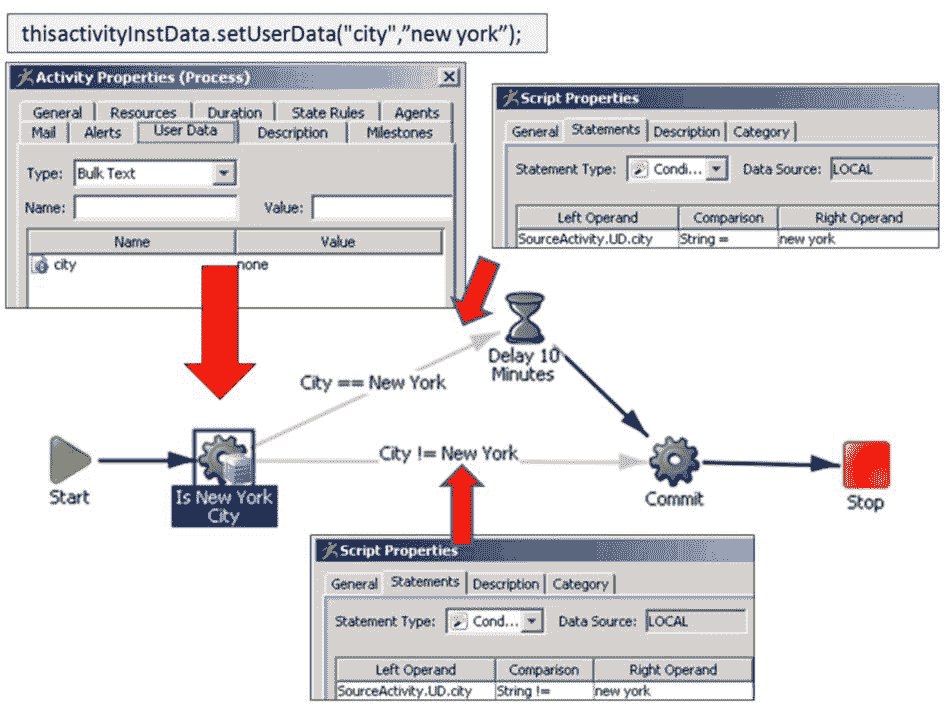 thisactivityInstData.setUserData("city",”new york”);
Activity Properties (Process)
General Resources Duration State Rules Agents
Mail Alerts User Data Description Milestones
Type: Bulk Text
Name: Value:
Name Value
city none
Script Properties
General Statements Description Category
Statement Type: Condi... Data Source: LOCAL
Left Operand Comparison Right Operand
SourceActivity.UD.city String = new york
Delay 10
Minutes
City == New York
City != New York
Start
Is New York
City
Commit
Stop
Script Properties
General Statements Description Category
Statement Type: Cond... Data Source: LOCAL
Left Operand Comparison Right Operand
SourceActivity.UD.city String != new york